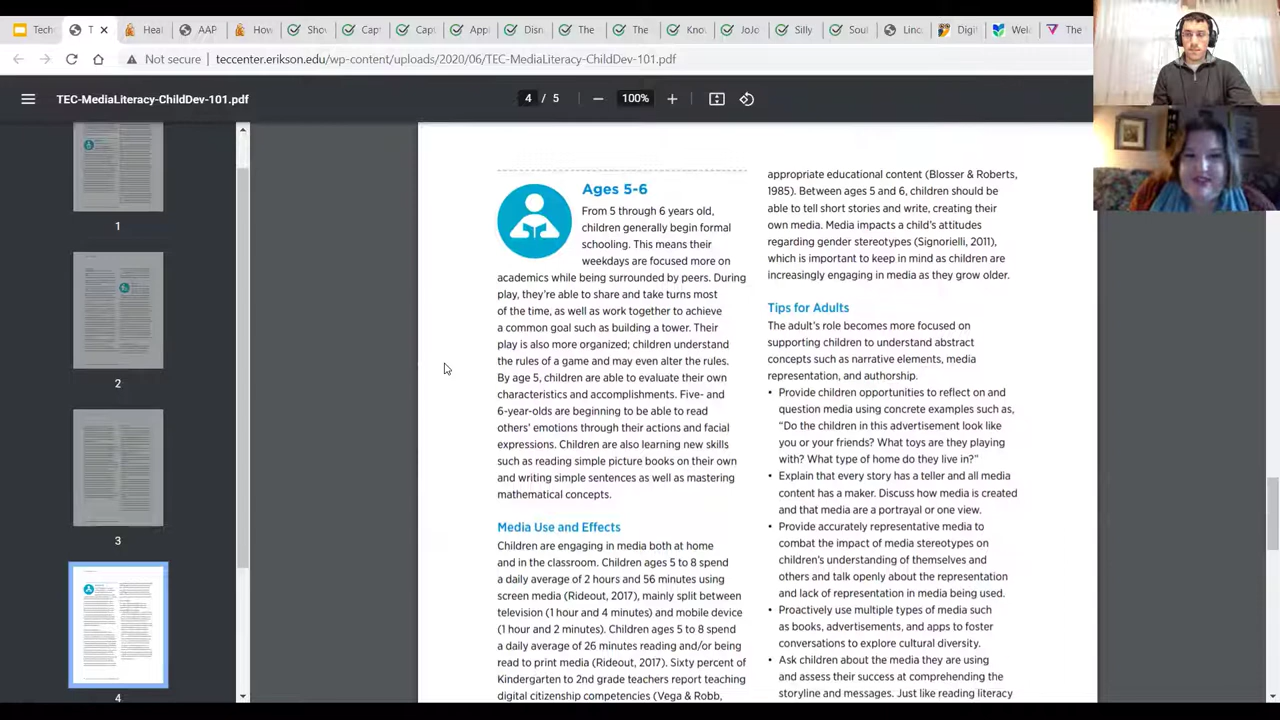 Tech
T
Heal
AAP
How
Show
Cap
Capt
App
Disn
The
The
Kno
JoJo
Silly
Soul
Linc
Digit
Welc
The
Not secure
teccenter.erikson.edu/wp-content/uploads/2020/06/TEC-MediaLiteracy-ChildDev-101.pdf
TEC-MediaLiteracy-ChildDev-101.pdf
4 / 5
100%
1
2
3
4
Ages 5-6
From 5 through 6 years old,
children generally begin formal
schooling. This means their
weekdays are focused more on
academics while being surrounded by peers. During
play, they're able to share and take turns most
of the time, as well as work together to achieve
a common goal such as building a tower. Their
play is also more organized; children understand
the rules of a game and may even alter the rules.
By age 5, children are able to evaluate their own
characteristics and accomplishments. Five- and
6-year-olds are beginning to be able to read
others' emotions through their actions and facial
expressions. Children are also learning new skills
such as reading simple picture books on their own
and writing simple sentences as well as mastering
mathematical concepts.
Media Use and Effects
Children are engaging in media both at home
and in the classroom. Children ages 5 to 8 spend
a daily average of 2 hours and 56 minutes using
screen media (Rideout, 2017), mainly split between
television (1 hour and 4 minutes) and mobile device
(1 hour and 2 minutes). Children ages 5 to 8 spend
a daily average of 26 minutes reading and/or being
read to print media (Rideout, 2017). Sixty percent of
Kindergarten to 2nd grade teachers report teaching
digital citizenship competencies (Vega & Robb,
appropriate educational content (Blosser & Roberts,
1985). Between ages 5 and 6, children should be
able to tell short stories and write, creating their
own media. Media impacts a child's attitudes
regarding gender stereotypes (Signorielli, 2011),
which is important to keep in mind as children are
increasingly engaging in media as they grow older.
Tips for Adults
The adult's role becomes more focused on
supporting children to understand abstract
concepts such as narrative elements, media
representation, and authorship.
• Provide children opportunities to reflect on and
question media using concrete examples such as,
"Do the children in this advertisement look like
you or your friends? What toys are they playing
with? What type of home do they live in?"
• Explain that every story has a teller and all media
content has a maker. Discuss how media is created
and that media are a portrayal or one view.
• Provide accurately representative media to
combat the impact of media stereotypes on
children's understanding of themselves and
others and talk openly about the representation
and lack of representation in media being used.
• Proactively use multiple types of media such
as books, advertisements, and apps to foster
conversations to explore cultural diversity.
• Ask children about the media they are using
and assess their success at comprehending the
storyline and messages. Just like reading literacy